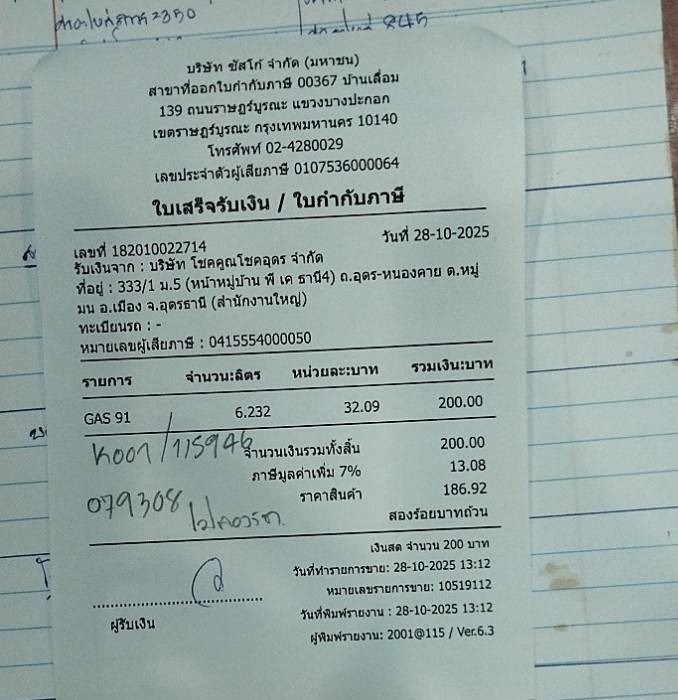 บริษัท ซัสโก้ จำกัด (มหาชน)
สาขาที่ออกใบกำกับภาษี 00367 บ้านเลื่อม
139 ถนนราษฎร์บูรณะ แขวงบางปะกอก
เขตราษฎร์บูรณะ กรุงเทพมหานคร 10140
โทรศัพท์ 02-4280029
เลขประจำตัวผู้เสียภาษี 0107536000064
ใบเสร็จรับเงิน / ใบกำกับภาษี
เลขที่ 182010022714 วันที่ 28-10-2025
รับเงินจาก : บริษัท โชคคูณโชคอุดร จำกัด
ที่อยู่ : 333/1 ม.5 (หน้าหมู่บ้าน พี เค ธานี4) ถ.อุดร-หนองคาย ต.หมู่
มน อ.เมือง จ.อุดรธานี (สำนักงานใหญ่)
ทะเบียนรถ : -
หมายเลขผู้เสียภาษี : 0415554000050
รายการ จำนวน:ลิตร หน่วยละ:บาท รวมเงิน:บาท
GAS 91 6.232 32.09 200.00
115946
จำนวนเงินรวมทั้งสิ้น 200.00
ภาษีมูลค่าเพิ่ม 7% 13.08
079308
ราคาสินค้า 186.92
สองร้อยบาทถ้วน
เงินสด จำนวน 200 บาท
วันที่ทำรายการขาย: 28-10-2025 13:12
หมายเลขรายการขาย: 10519112
วันที่พิมพ์รายงาน : 28-10-2025 13:12
ผู้รับเงิน
ผู้พิมพ์รายงาน: 2001@115 / Ver.6.3